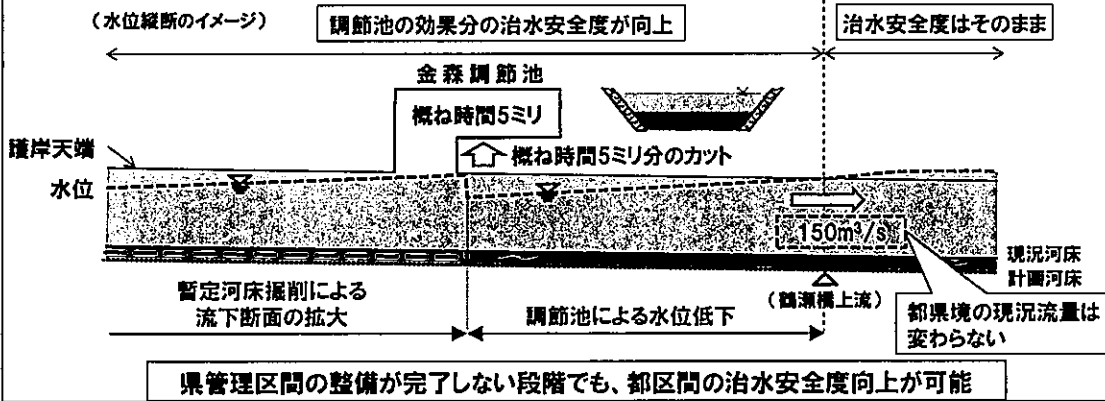 （水位縦断のイメージ）
調節池の効果分の治水安全度が向上
治水安全度はそのまま
金森調節池
概ね時間5ミリ
護岸天端
概ね時間5ミリ分のカット
水位
150m³/s
現況河床
計画河床
（鶴瀬橋上流）
暫定河床掘削による
流下断面の拡大
調節池による水位低下
都県境の現況流量は
変わらない
県管理区間の整備が完了しない段階でも、都区間の治水安全度向上が可能